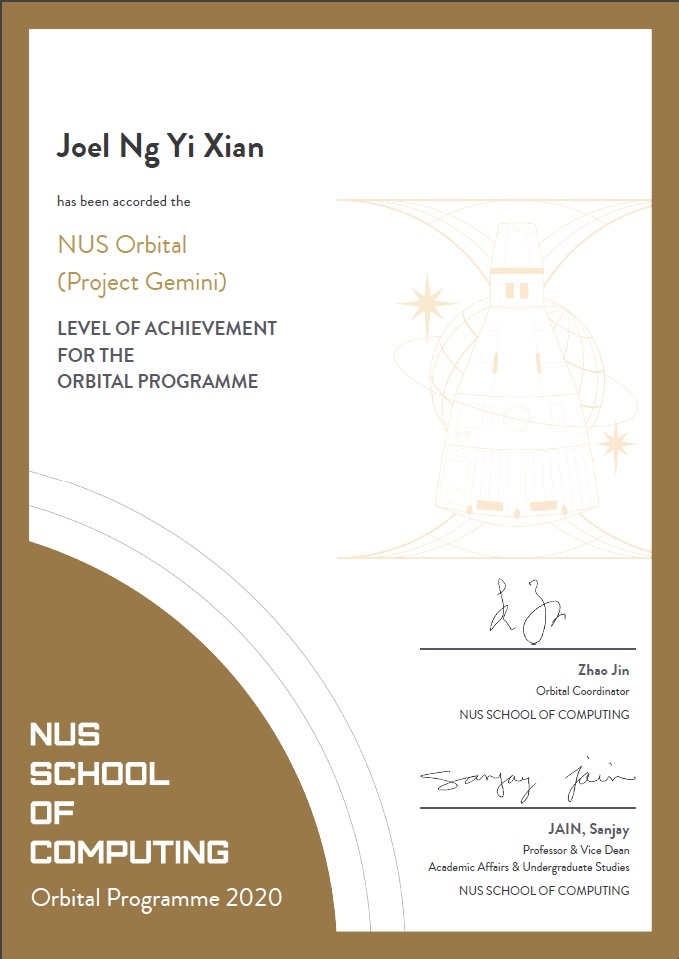 Joel Ng Yi Xian
has been accorded the
NUS Orbital
(Project Gemini)
LEVEL OF ACHIEVEMENT
FOR THE
ORBITAL PROGRAMME
Zhao Jin
Orbital Coordinator
NUS SCHOOL OF COMPUTING
Sanjay Jain
JAIN, Sanjay
Professor & Vice Dean
Academic Affairs & Undergraduate Studies
NUS SCHOOL OF COMPUTING
NUS
SCHOOL
OF
COMPUTING
Orbital Programme 2020